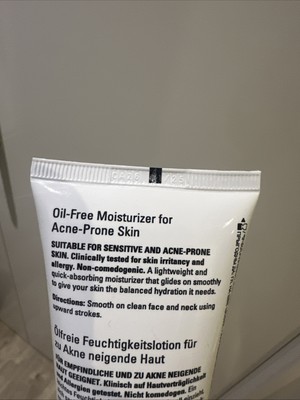 Oil-Free Moisturizer for
Acne-Prone Skin
SUITABLE FOR SENSITIVE AND ACNE-PRONE
SKIN. Clinically tested for skin irritancy and
allergy. Non-comedogenic. A lightweight and
quick-absorbing moisturizer that glides on smoothly
to give your skin the balanced hydration it needs.
Directions: Smooth on clean face and neck using
upward strokes.
Ölfreie Feuchtigkeitslotion für
zu Akne neigende Haut
FÜR EMPFINDLICHE UND ZU AKNE NEIGENDE
HAUT GEEIGNET. Klinisch auf Hautverträglichkeit
und Allergien getestet. Nicht komedogen. Ein